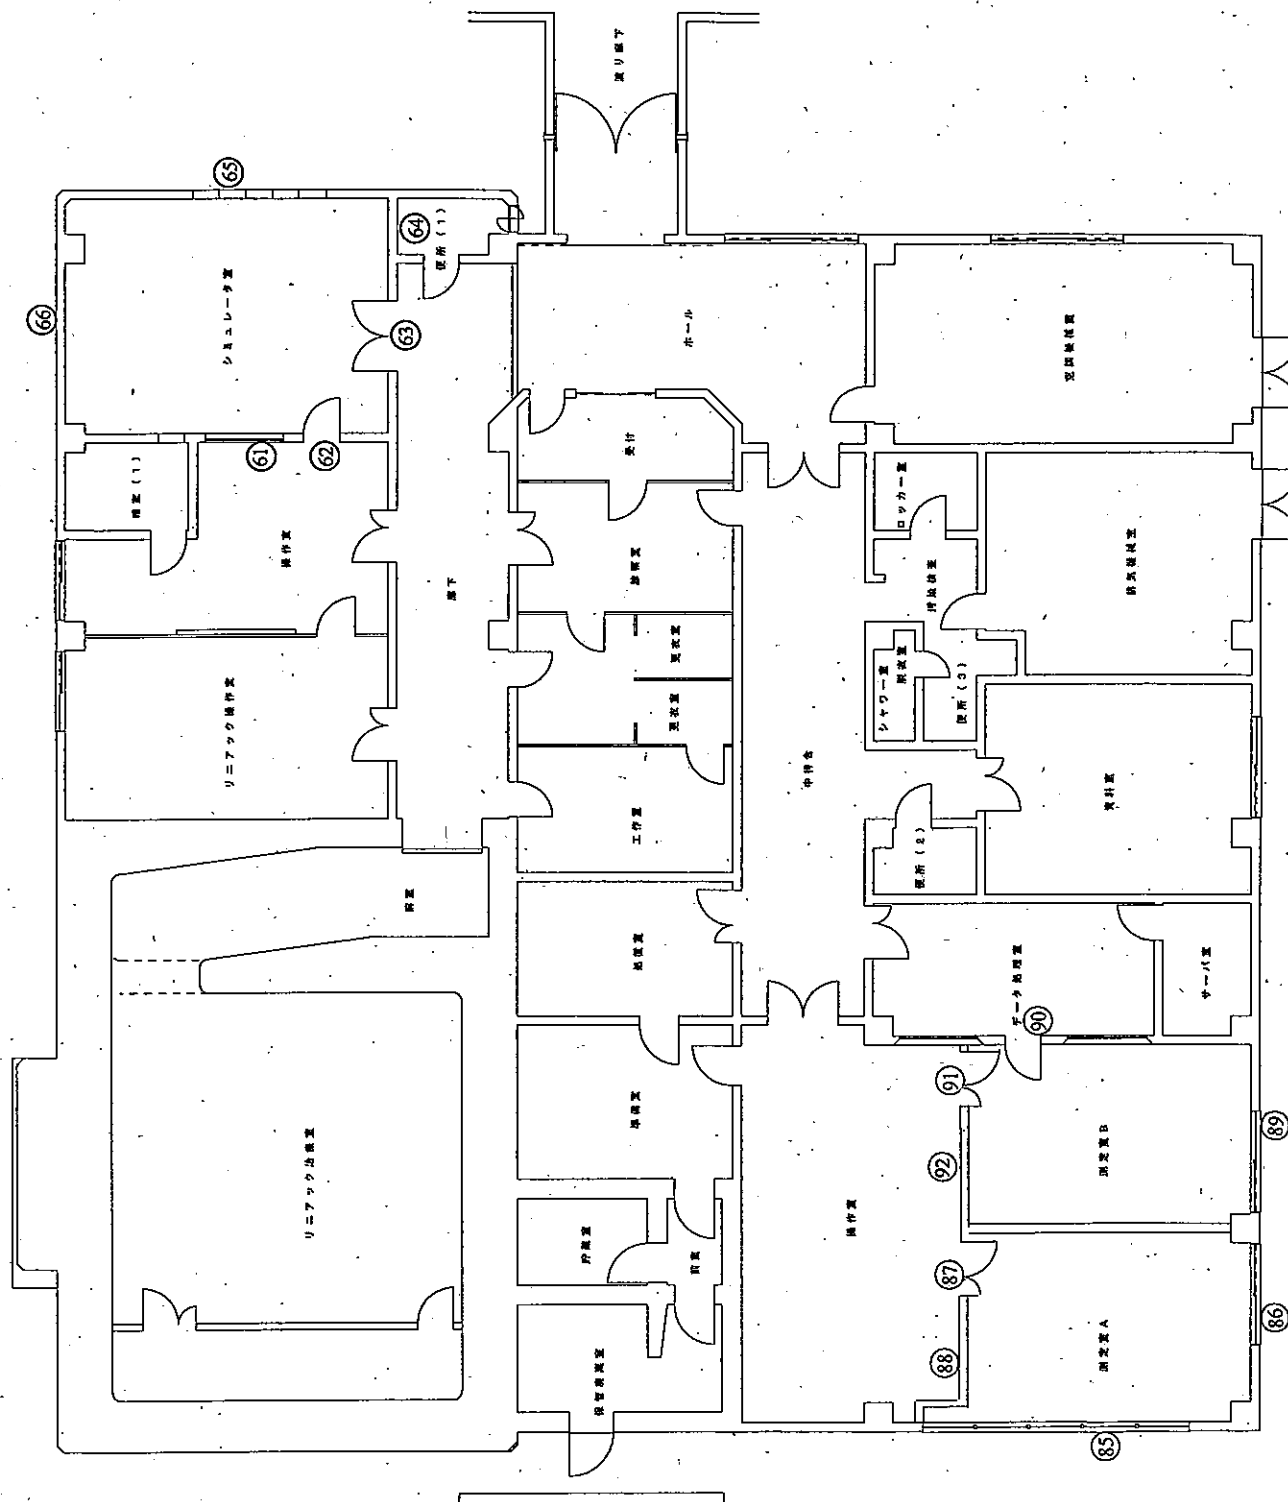 渡り廊下
65
64
便所(1)
66
シミュレータ室
63
ホール
空調機械室
61
62
暗室(1)
受付
ロッカー室
操作室
廊下
診察室
汚染検査
排気機械室
更衣室
更衣室
シャワー室
脱衣室
便所(3)
リニアック操作室
中待合
資料室
工作室
便所(2)
前室
処置室
データ処理室
サーバ室
90
91
準備室
リニアック治療室
92
測定室B
89
貯蔵室
前室
操作室
87
保管廃棄室
88
測定室A
86
85